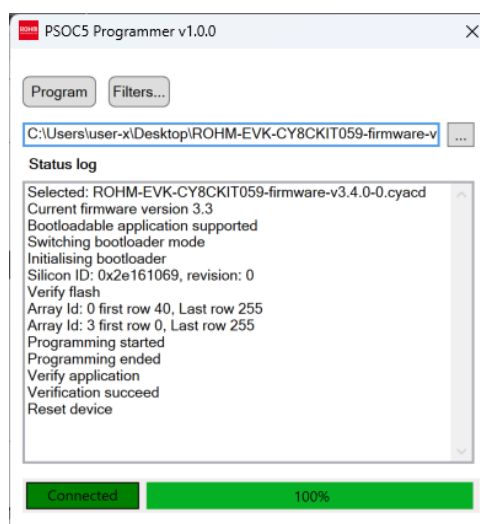 ROHM PSOC5 Programmer v1.0.0
Program Filters...
C:\Users\user-x\Desktop\ROHM-EVK-CY8CKIT059-firmware-v ...
Status log
Selected: ROHM-EVK-CY8CKIT059-firmware-v3.4.0-0.cyacd
Current firmware version 3.3
Bootloadable application supported
Switching bootloader mode
Initialising bootloader
Silicon ID: 0x2e161069, revision: 0
Verify flash
Array Id: 0 first row 40, Last row 255
Array Id: 3 first row 0, Last row 255
Programming started
Programming ended
Verify application
Verification succeed
Reset device
Connected 100%